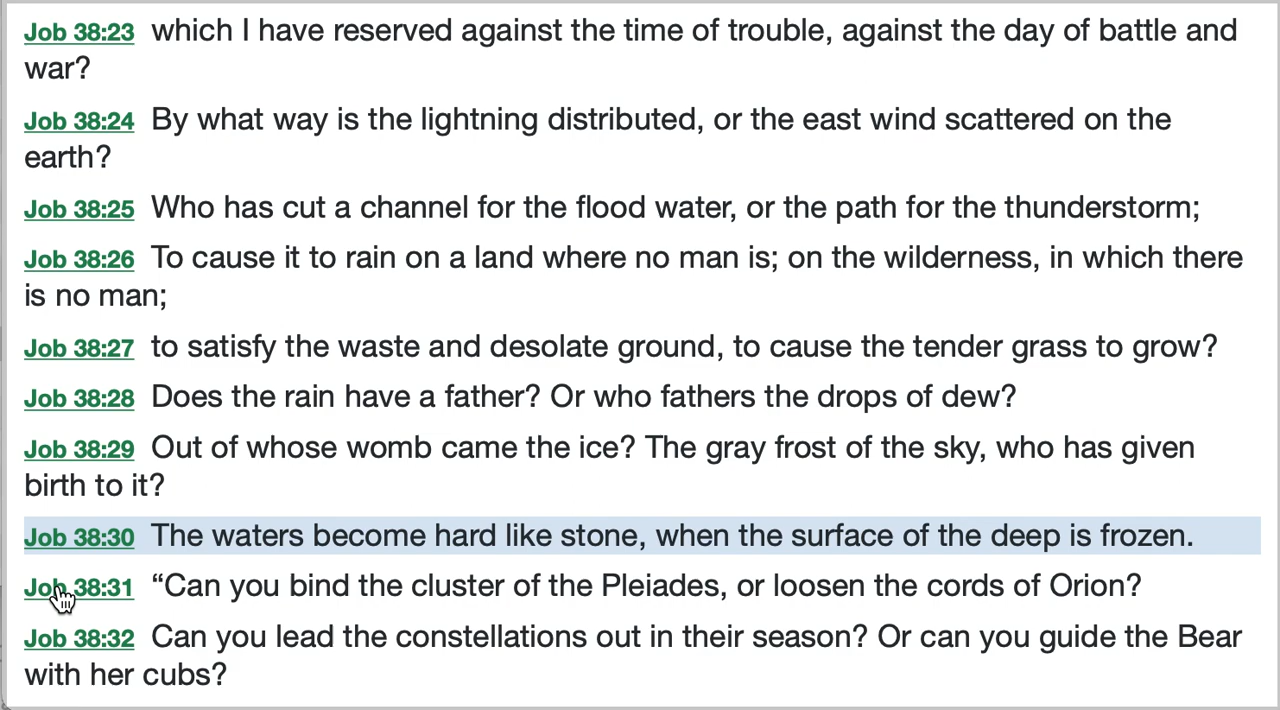 Job 38:23 which I have reserved against the time of trouble, against the day of battle and
war?
Job 38:24 By what way is the lightning distributed, or the east wind scattered on the
earth?
Job 38:25 Who has cut a channel for the flood water, or the path for the thunderstorm;
Job 38:26 To cause it to rain on a land where no man is; on the wilderness, in which there
is no man;
Job 38:27 to satisfy the waste and desolate ground, to cause the tender grass to grow?
Job 38:28 Does the rain have a father? Or who fathers the drops of dew?
Job 38:29 Out of whose womb came the ice? The gray frost of the sky, who has given
birth to it?
Job 38:30 The waters become hard like stone, when the surface of the deep is frozen.
Job 38:31 “Can you bind the cluster of the Pleiades, or loosen the cords of Orion?
Job 38:32 Can you lead the constellations out in their season? Or can you guide the Bear
with her cubs?